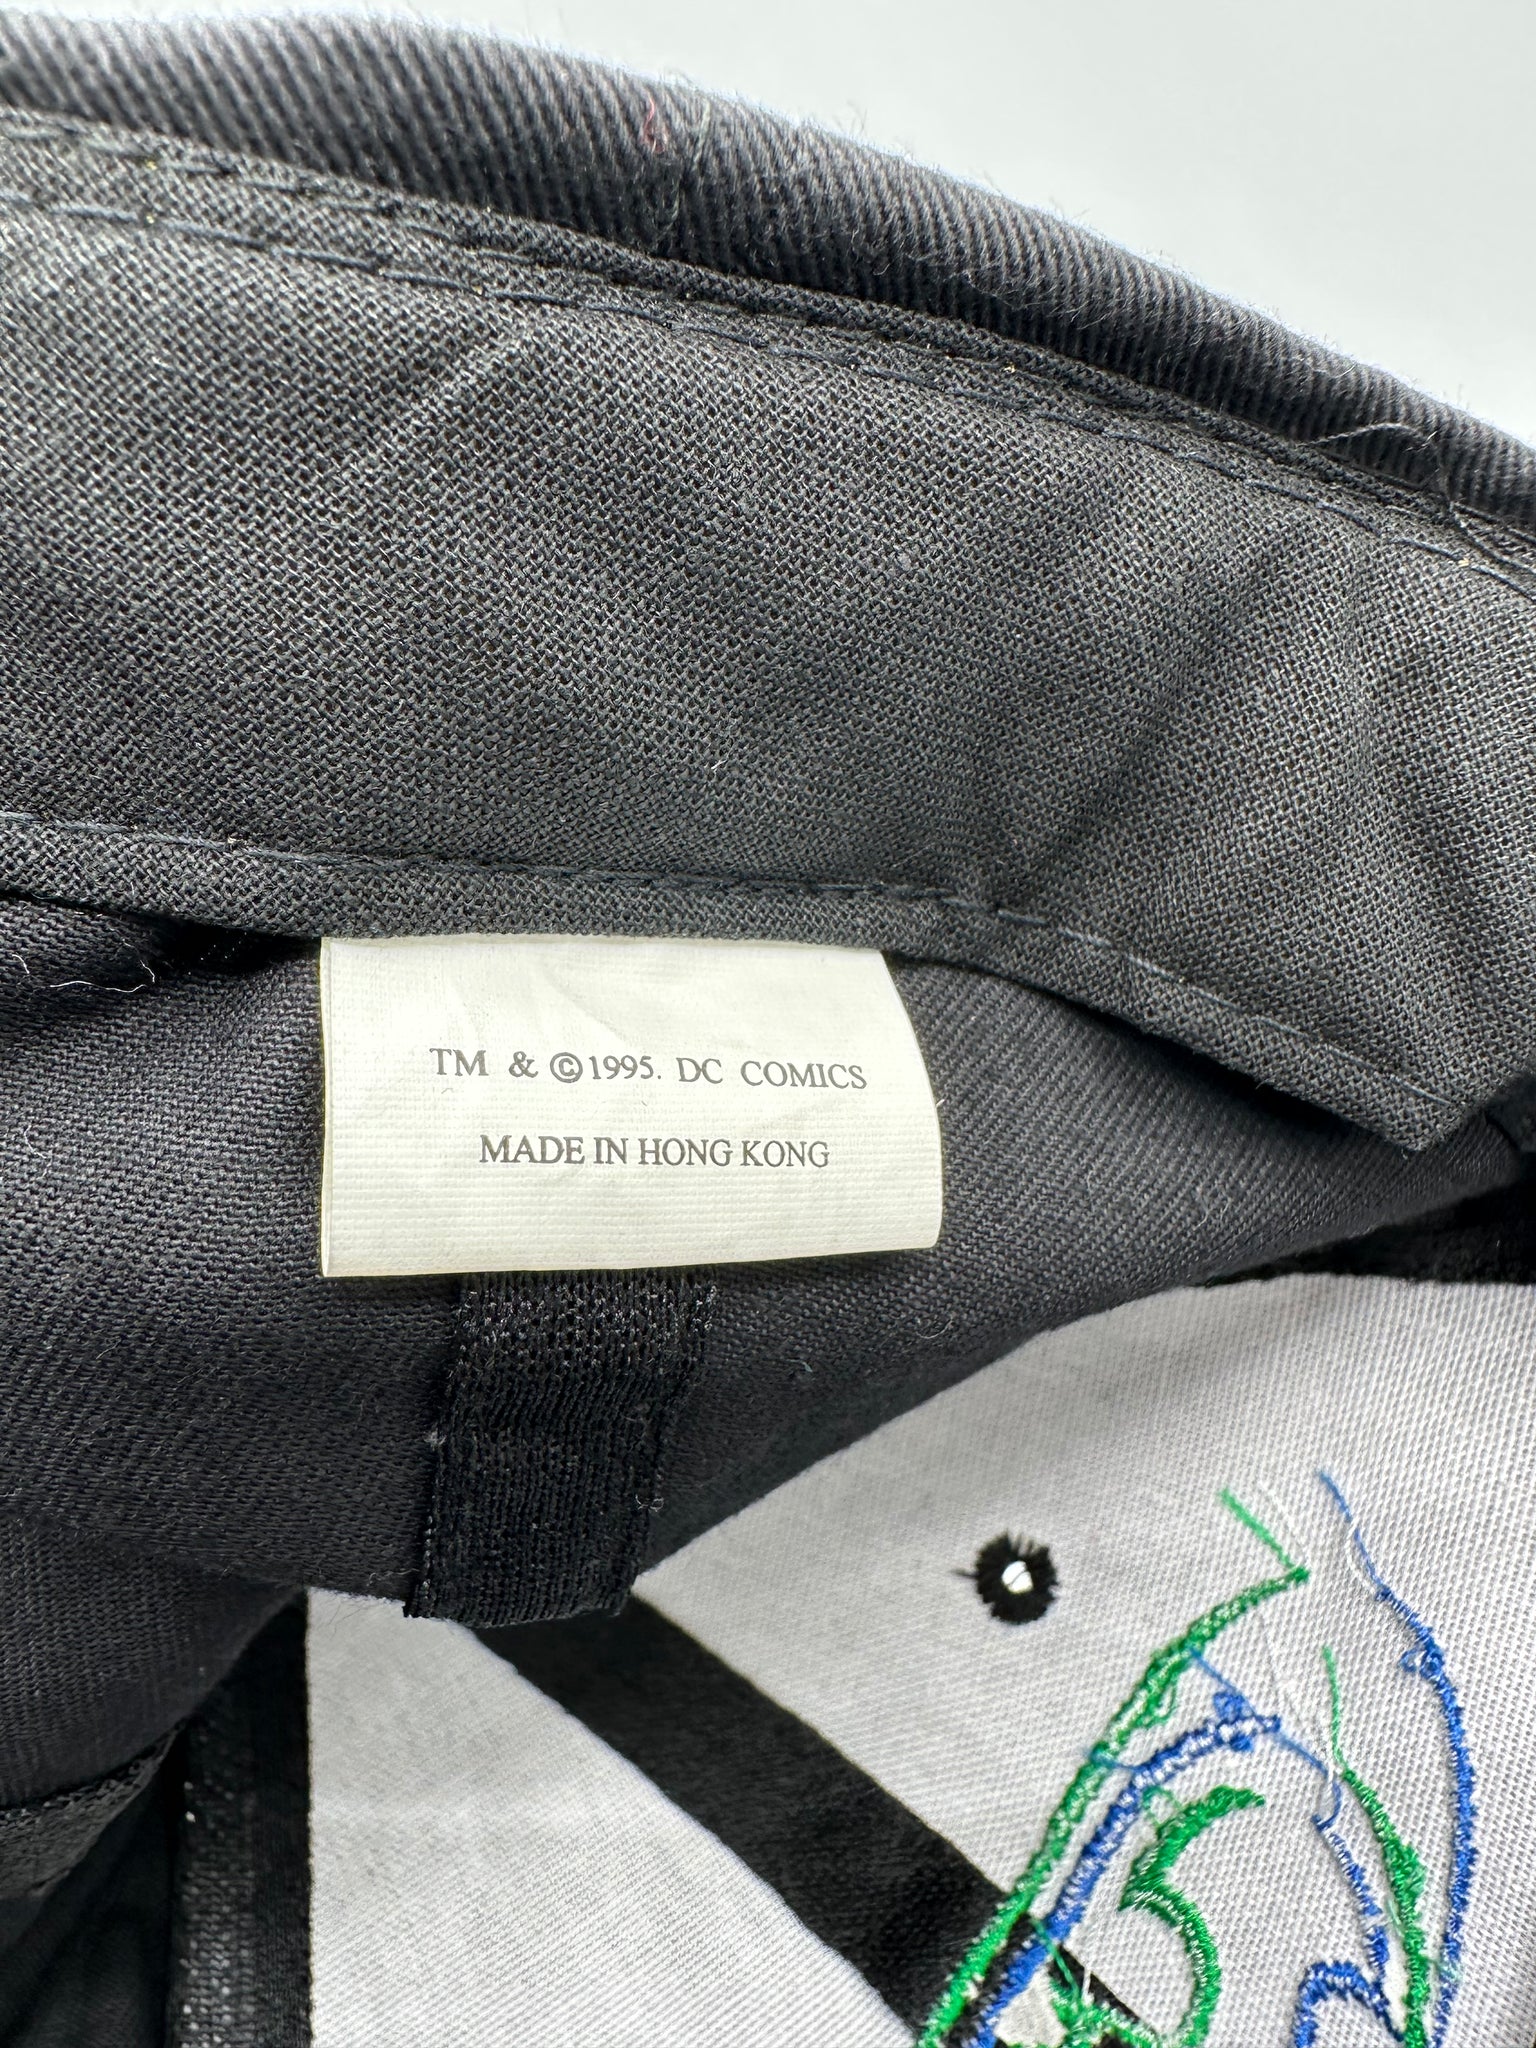 TM & ©1995. DC COMICS
MADE IN HONG KONG